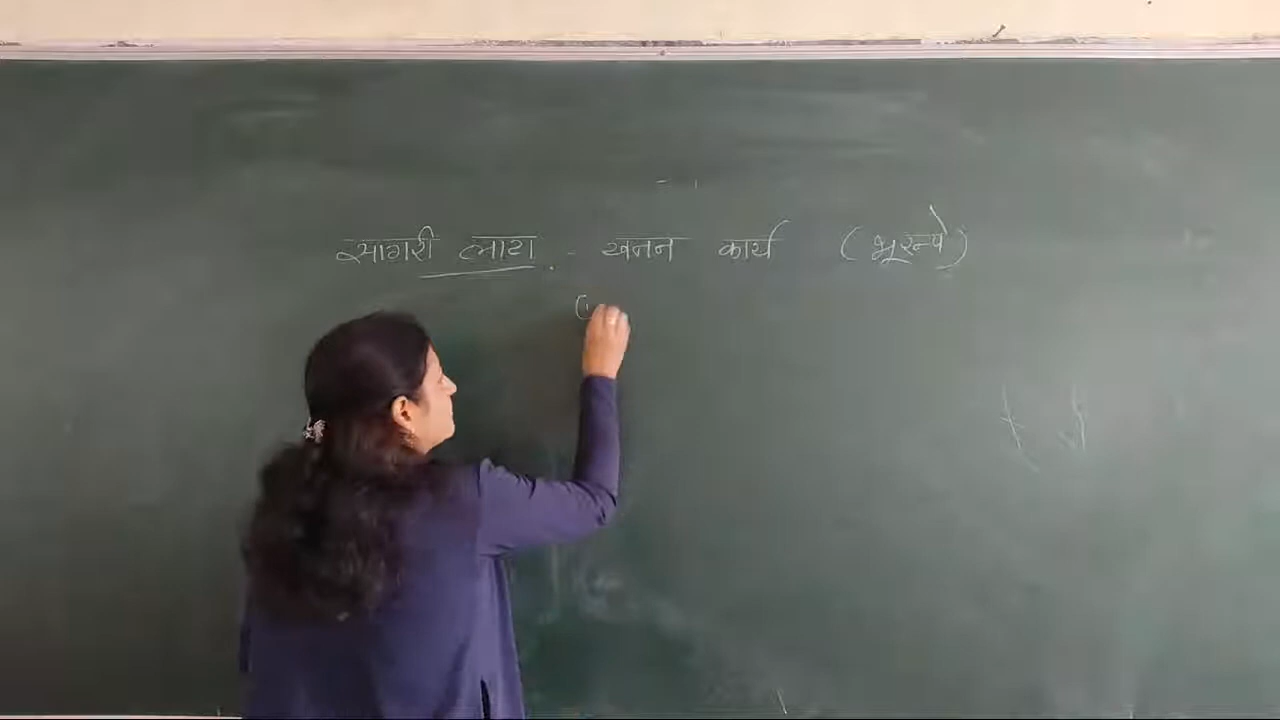 सागरी लाटा - खनन कार्य (भूरूपे)